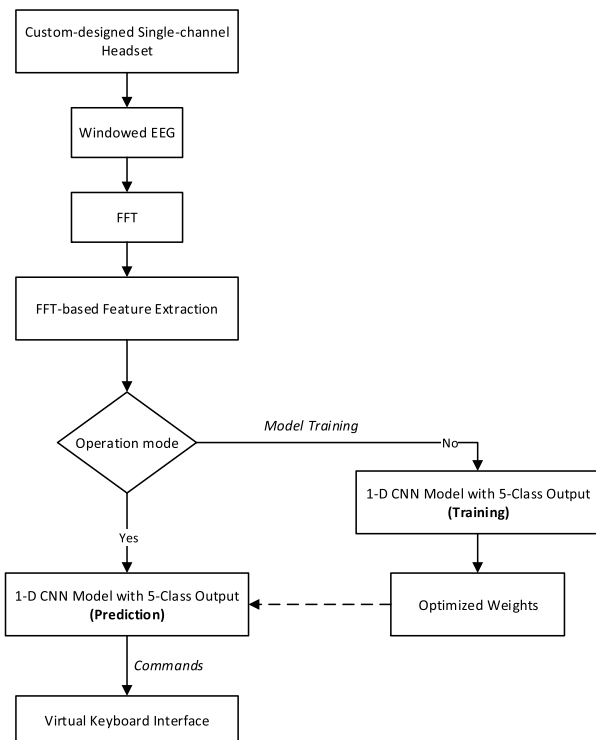 Custom-designed Single-channel
Headset
Windowed EEG
FFT
FFT-based Feature Extraction
Operation mode
Model Training
No
1-D CNN Model with 5-Class Output
(Training)
Yes
1-D CNN Model with 5-Class Output
(Prediction)
Optimized Weights
Commands
Virtual Keyboard Interface